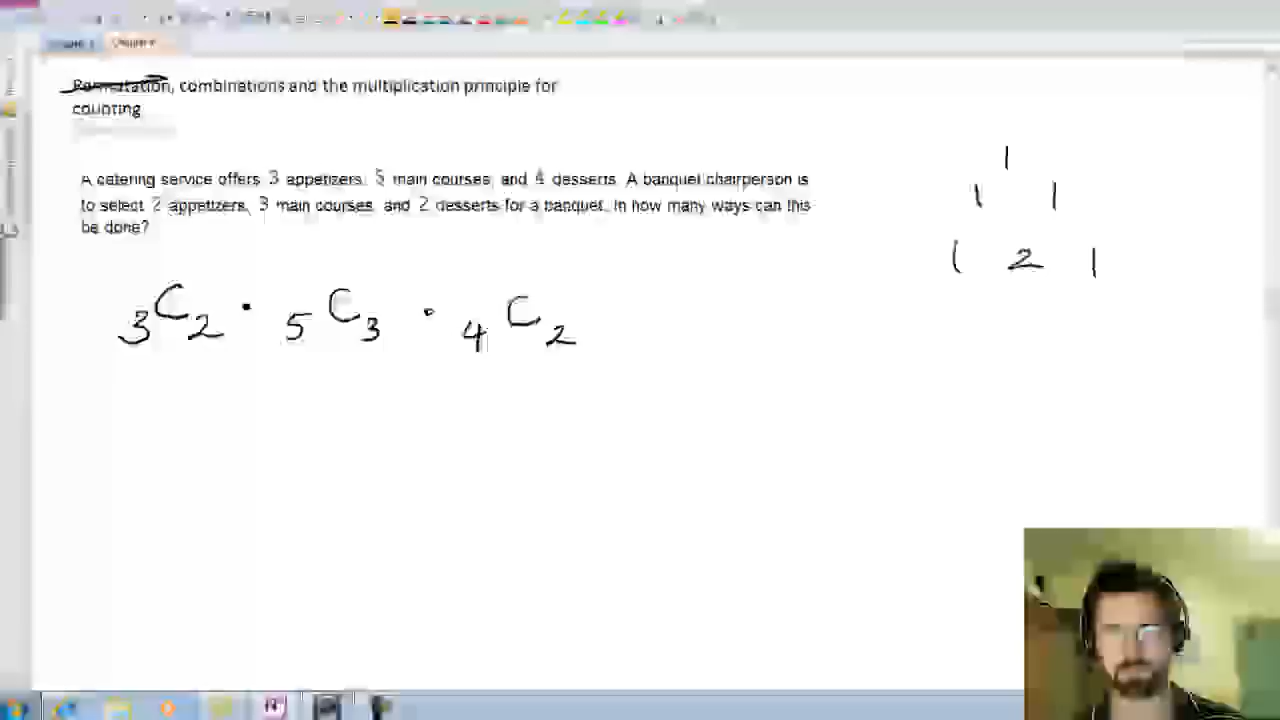 Permutation, combinations and the multiplication principle for
counting
A catering service offers 3 appetizers, 5 main courses, and 4 desserts. A banquet chairperson is
to select 2 appetizers, 3 main courses, and 2 desserts for a banquet. In how many ways can this
be done?
3C2 · 5C3 · 4C2
1
1 1
1 2 1